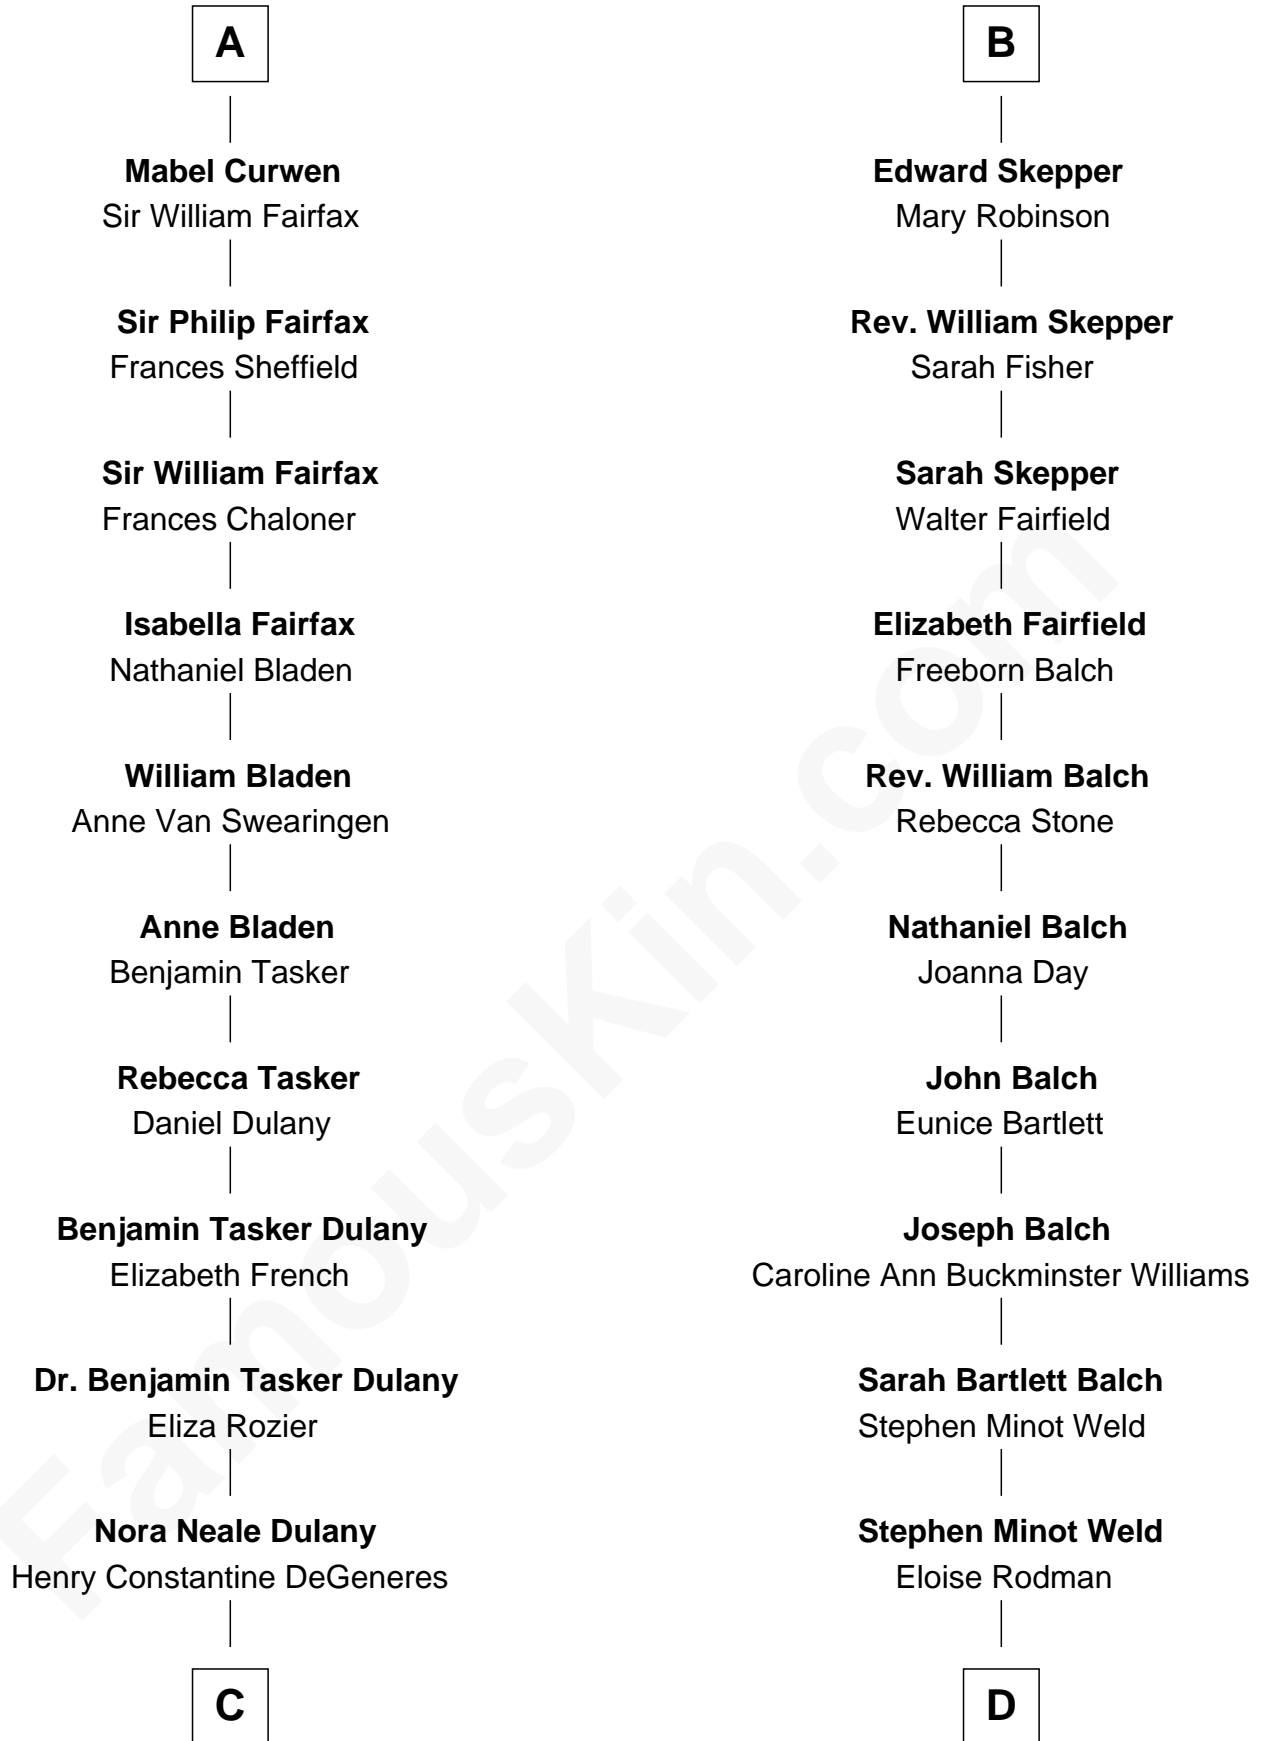 A
Mabel Curwen
Sir William Fairfax
Sir Philip Fairfax
Frances Sheffield
Sir William Fairfax
Frances Chaloner
Isabella Fairfax
Nathaniel Bladen
William Bladen
Anne Van Swearingen
Anne Bladen
Benjamin Tasker
Rebecca Tasker
Daniel Dulany
Benjamin Tasker Dulany
Elizabeth French
Dr. Benjamin Tasker Dulany
Eliza Rozier
Nora Neale Dulany
Henry Constantine DeGeneres
C
B
Edward Skepper
Mary Robinson
Rev. William Skepper
Sarah Fisher
Sarah Skepper
Walter Fairfield
Elizabeth Fairfield
Freeborn Balch
Rev. William Balch
Rebecca Stone
Nathaniel Balch
Joanna Day
John Balch
Eunice Bartlett
Joseph Balch
Caroline Ann Buckminster Williams
Sarah Bartlett Balch
Stephen Minot Weld
Stephen Minot Weld
Eloise Rodman
D
FamousKin.com